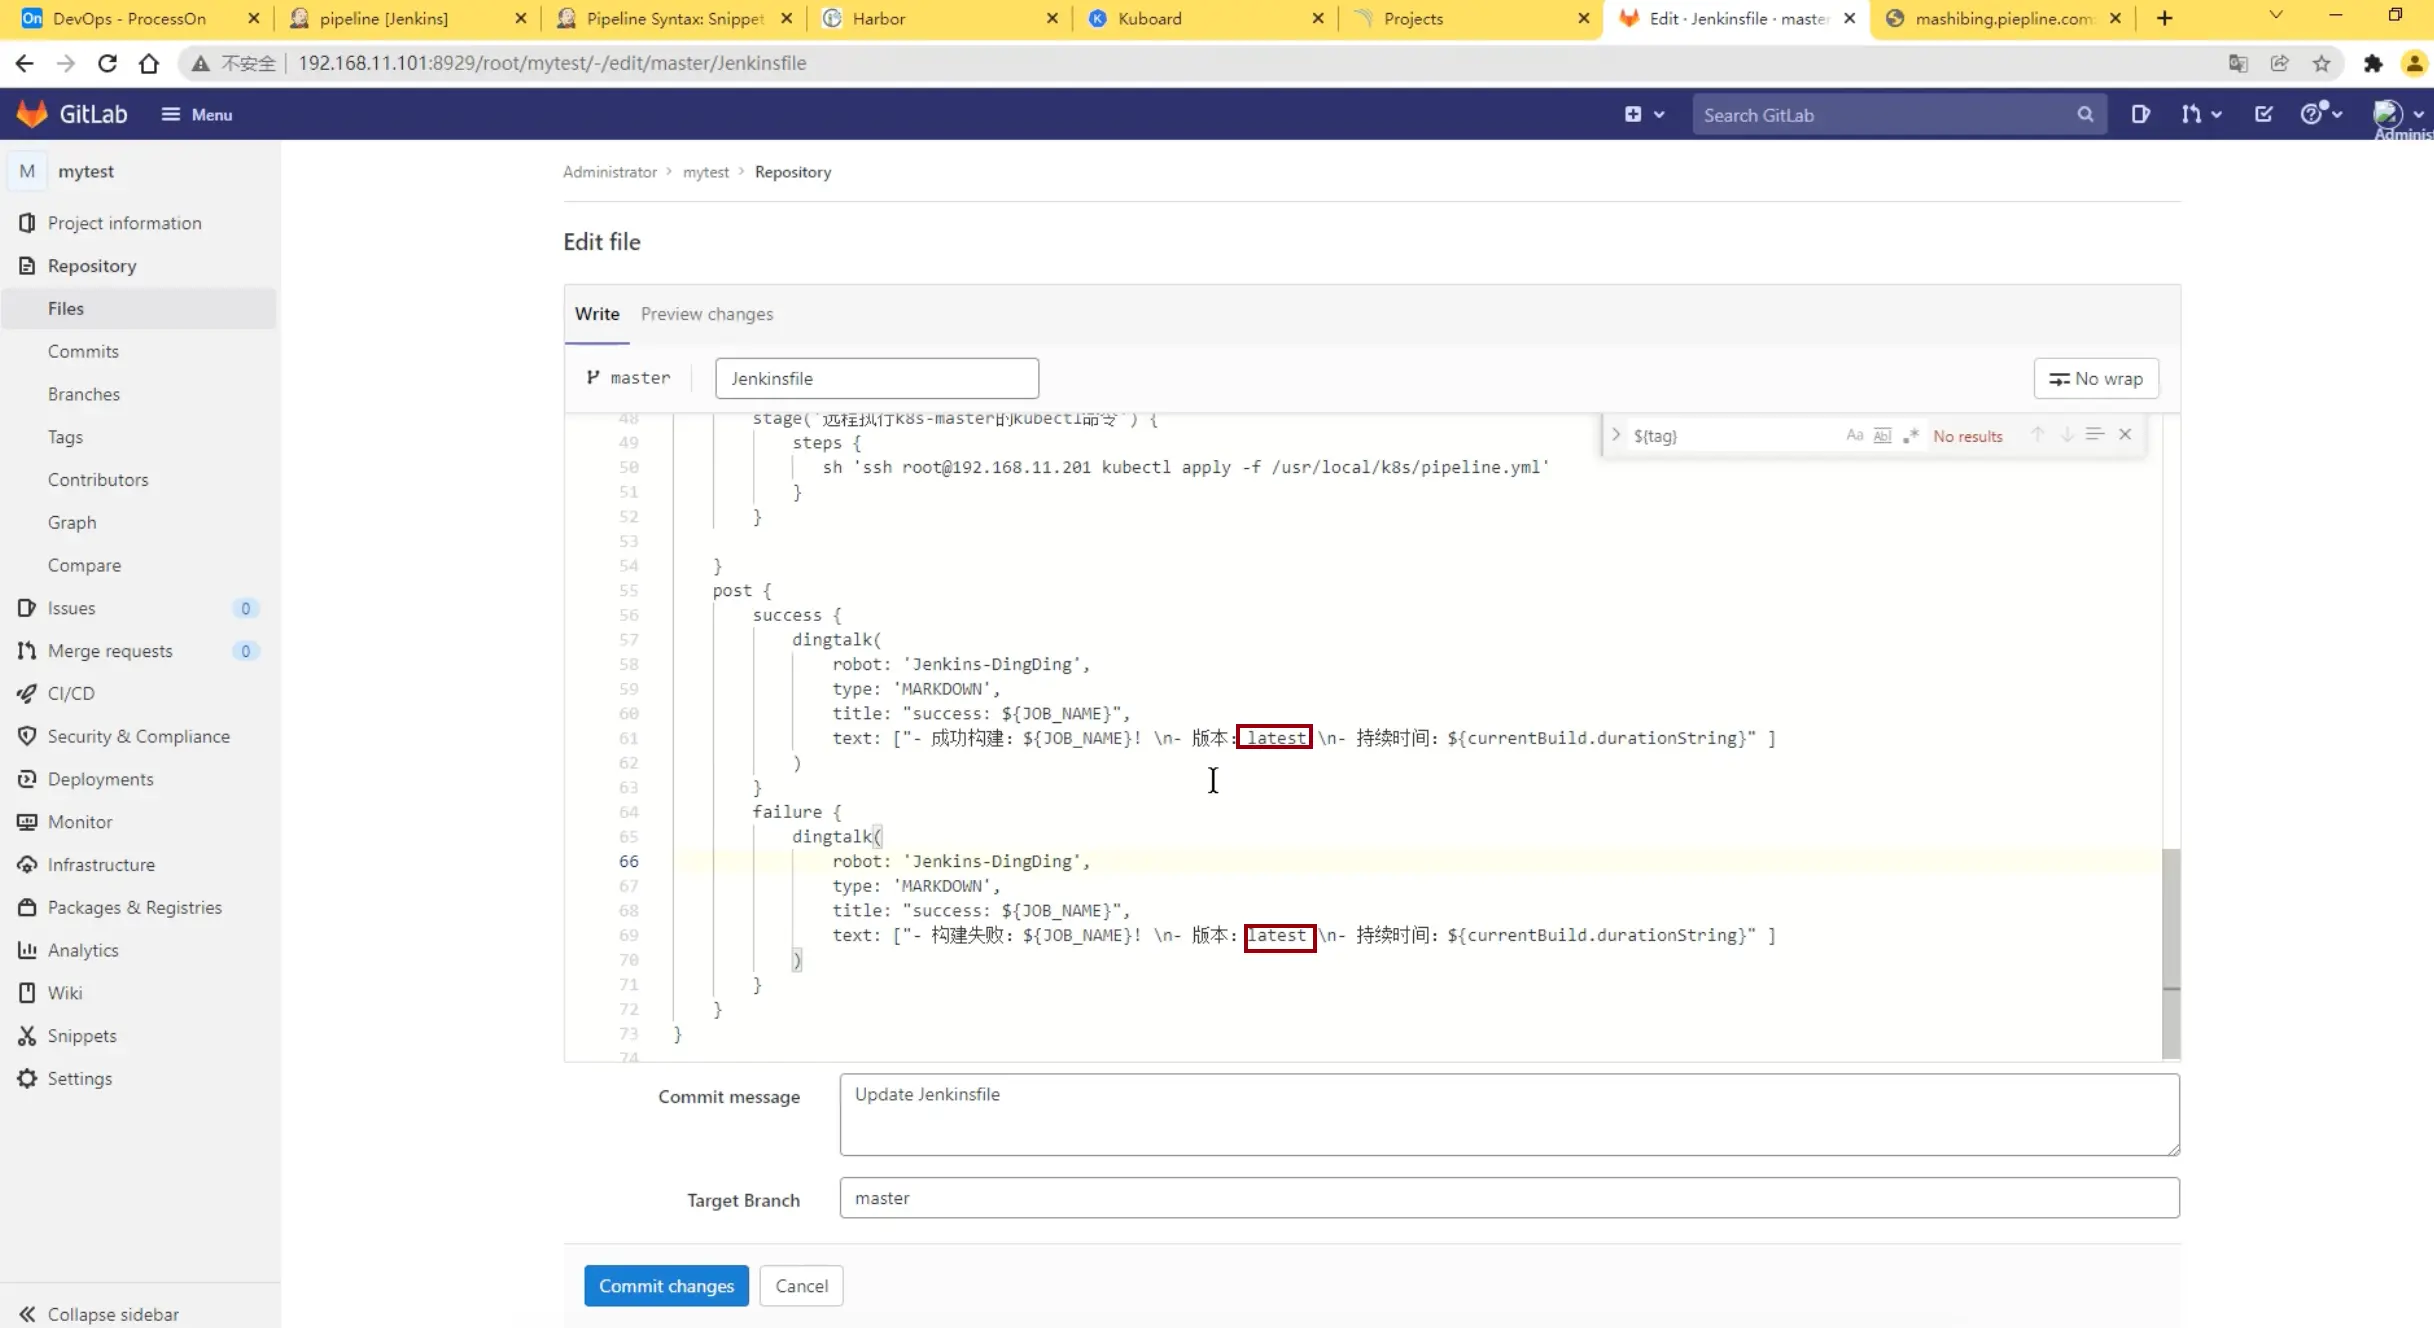 On DevOps - ProcessOn
pipeline [Jenkins]
Pipeline Syntax: Snippet
Harbor
Kuboard
Projects
Edit · Jenkinsfile · master
mashibing.piepline.com
不安全 192.168.11.101:8929/root/mytest/-/edit/master/Jenkinsfile
GitLab Menu Search GitLab
Adminis
M mytest
Project information
Repository
Files
Commits
Branches
Tags
Contributors
Graph
Compare
Issues 0
Merge requests 0
CI/CD
Security & Compliance
Deployments
Monitor
Infrastructure
Packages & Registries
Analytics
Wiki
Snippets
Settings
Collapse sidebar
Administrator > mytest > Repository
Edit file
Write Preview changes
master Jenkinsfile No wrap
${tag} Aa Abl .* No results
48 stage('远程执行k8s-master的kubectl命令') {
49 steps {
50 sh 'ssh root@192.168.11.201 kubectl apply -f /usr/local/k8s/pipeline.yml'
51 }
52 }
53
54 }
55 post {
56 success {
57 dingtalk(
58 robot: 'Jenkins-DingDing',
59 type: 'MARKDOWN',
60 title: "success: ${JOB_NAME}",
61 text: ["- 成功构建: ${JOB_NAME}! \n- 版本: latest \n- 持续时间: ${currentBuild.durationString}" ]
62 )
63 }
64 failure {
65 dingtalk(
66 robot: 'Jenkins-DingDing',
67 type: 'MARKDOWN',
68 title: "success: ${JOB_NAME}",
69 text: ["- 构建失败: ${JOB_NAME}! \n- 版本: latest \n- 持续时间: ${currentBuild.durationString}" ]
70 )
71 }
72 }
73 }
74
Commit message Update Jenkinsfile
Target Branch master
Commit changes Cancel